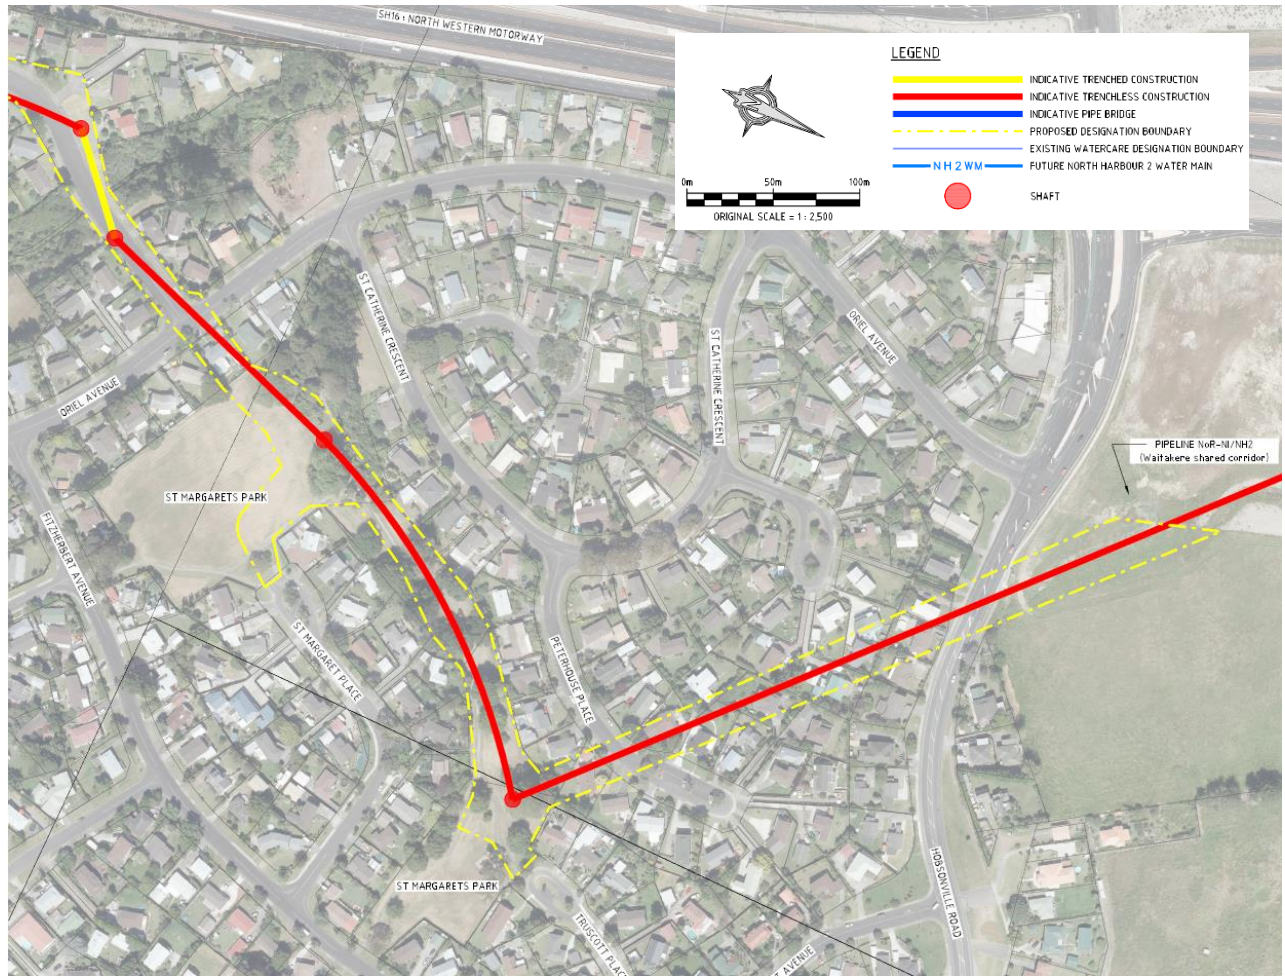 SH16 : NORTH WESTERN MOTORWAY
LEGEND
INDICATIVE TRENCHED CONSTRUCTION
INDICATIVE TRENCHLESS CONSTRUCTION
INDICATIVE PIPE BRIDGE
PROPOSED DESIGNATION BOUNDARY
EXISTING WATERCARE DESIGNATION BOUNDARY
NH2WM
FUTURE NORTH HARBOUR 2 WATER MAIN
SHAFT
0m 50m 100m
ORIGINAL SCALE = 1 : 2,500
ST CATHERINE CRESCENT
ST CATHERINE CRESCENT
ORIEL AVENUE
ORIEL AVENUE
PIPELINE NoR-NI/NH2
(Waitakere shared corridor)
ST MARGARETS PARK
FITZHERBERT AVENUE
ST MARGARET PLACE
PETERHOUSE PLACE
HOBSONVILLE ROAD
ST MARGARETS PARK
TRUSCOTT PLACE
AVENUE